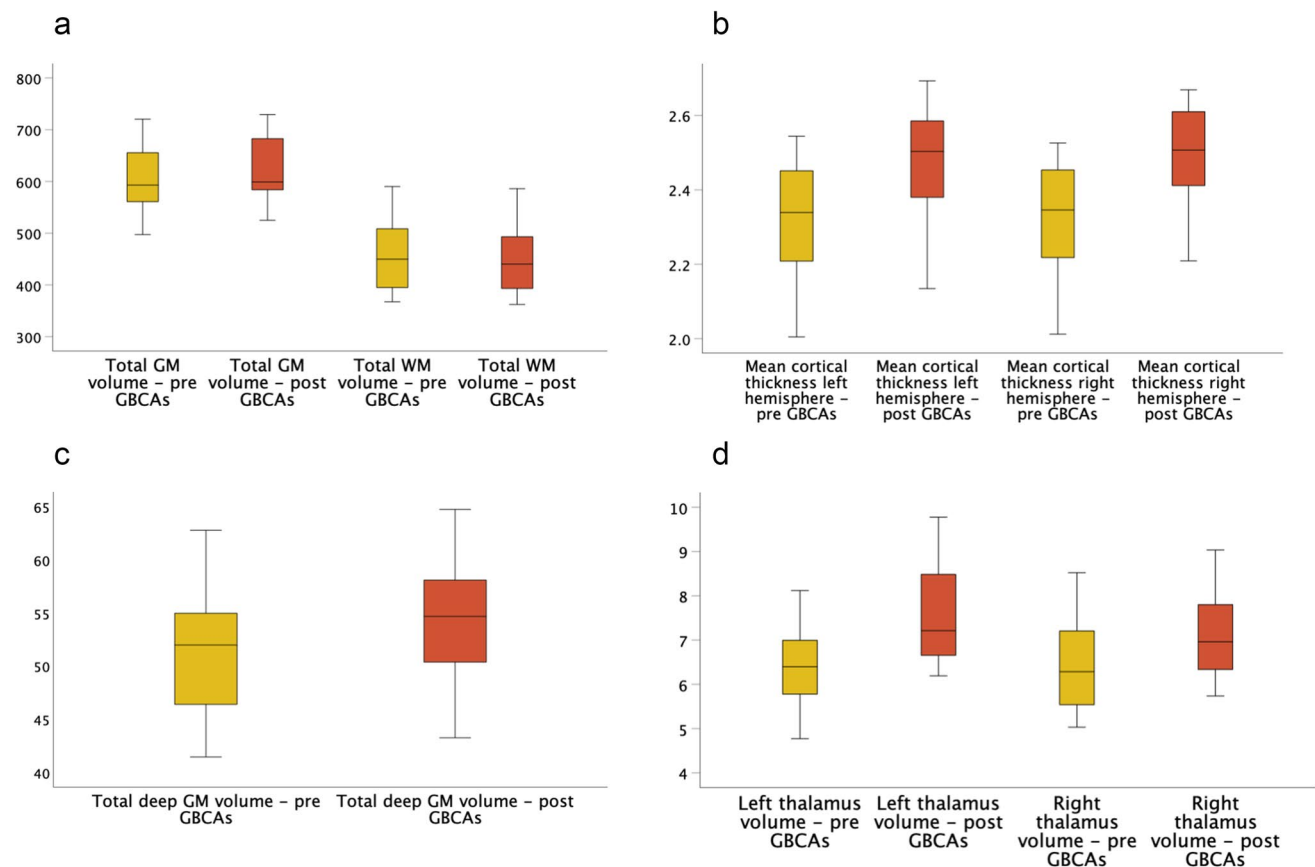 a
800
700
600
500
400
300
Total GM
volume – pre
GBCAs
Total GM
volume – post
GBCAs
Total WM
volume – pre
GBCAs
Total WM
volume – post
GBCAs
b
2.6
2.4
2.2
2.0
Mean cortical
thickness left
hemisphere –
pre GBCAs
Mean cortical
thickness left
hemisphere –
post GBCAs
Mean cortical
thickness right
hemisphere –
pre GBCAs
Mean cortical
thickness right
hemisphere –
post GBCAs
c
65
60
55
50
45
40
Total deep GM volume – pre
GBCAs
Total deep GM volume – post
GBCAs
d
10
9
8
7
6
5
4
Left thalamus
volume – pre
GBCAs
Left thalamus
volume – post
GBCAs
Right
thalamus
volume – pre
GBCAs
Right
thalamus
volume – post
GBCAs